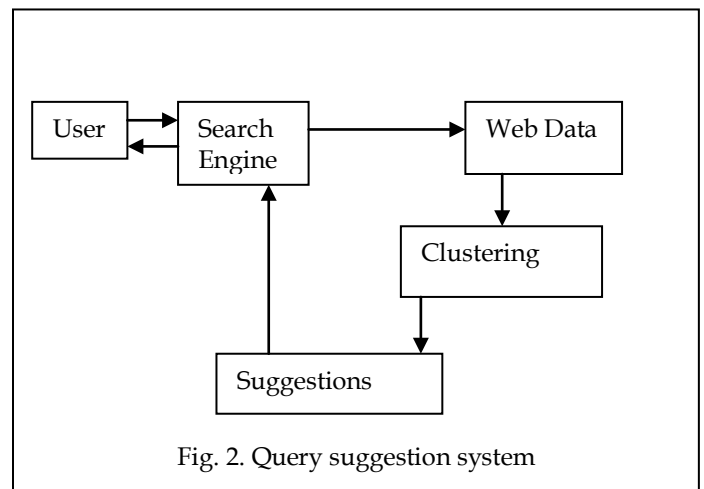 User
Search
Engine
Web Data
Clustering
Suggestions
Fig. 2. Query suggestion system